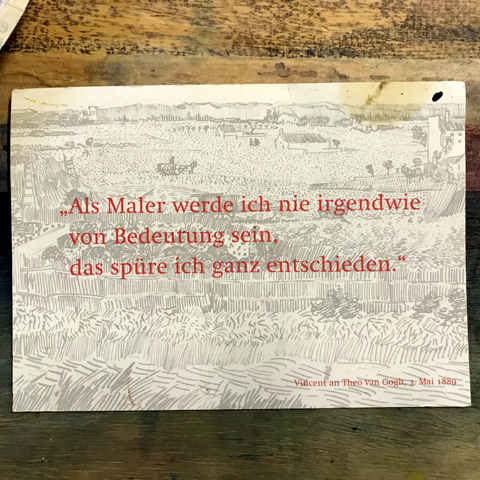 „Als Maler werde ich nie irgendwie
von Bedeutung sein,
das spüre ich ganz entschieden.“
Vincent an Theo van Gogh, 3. Mai 1889